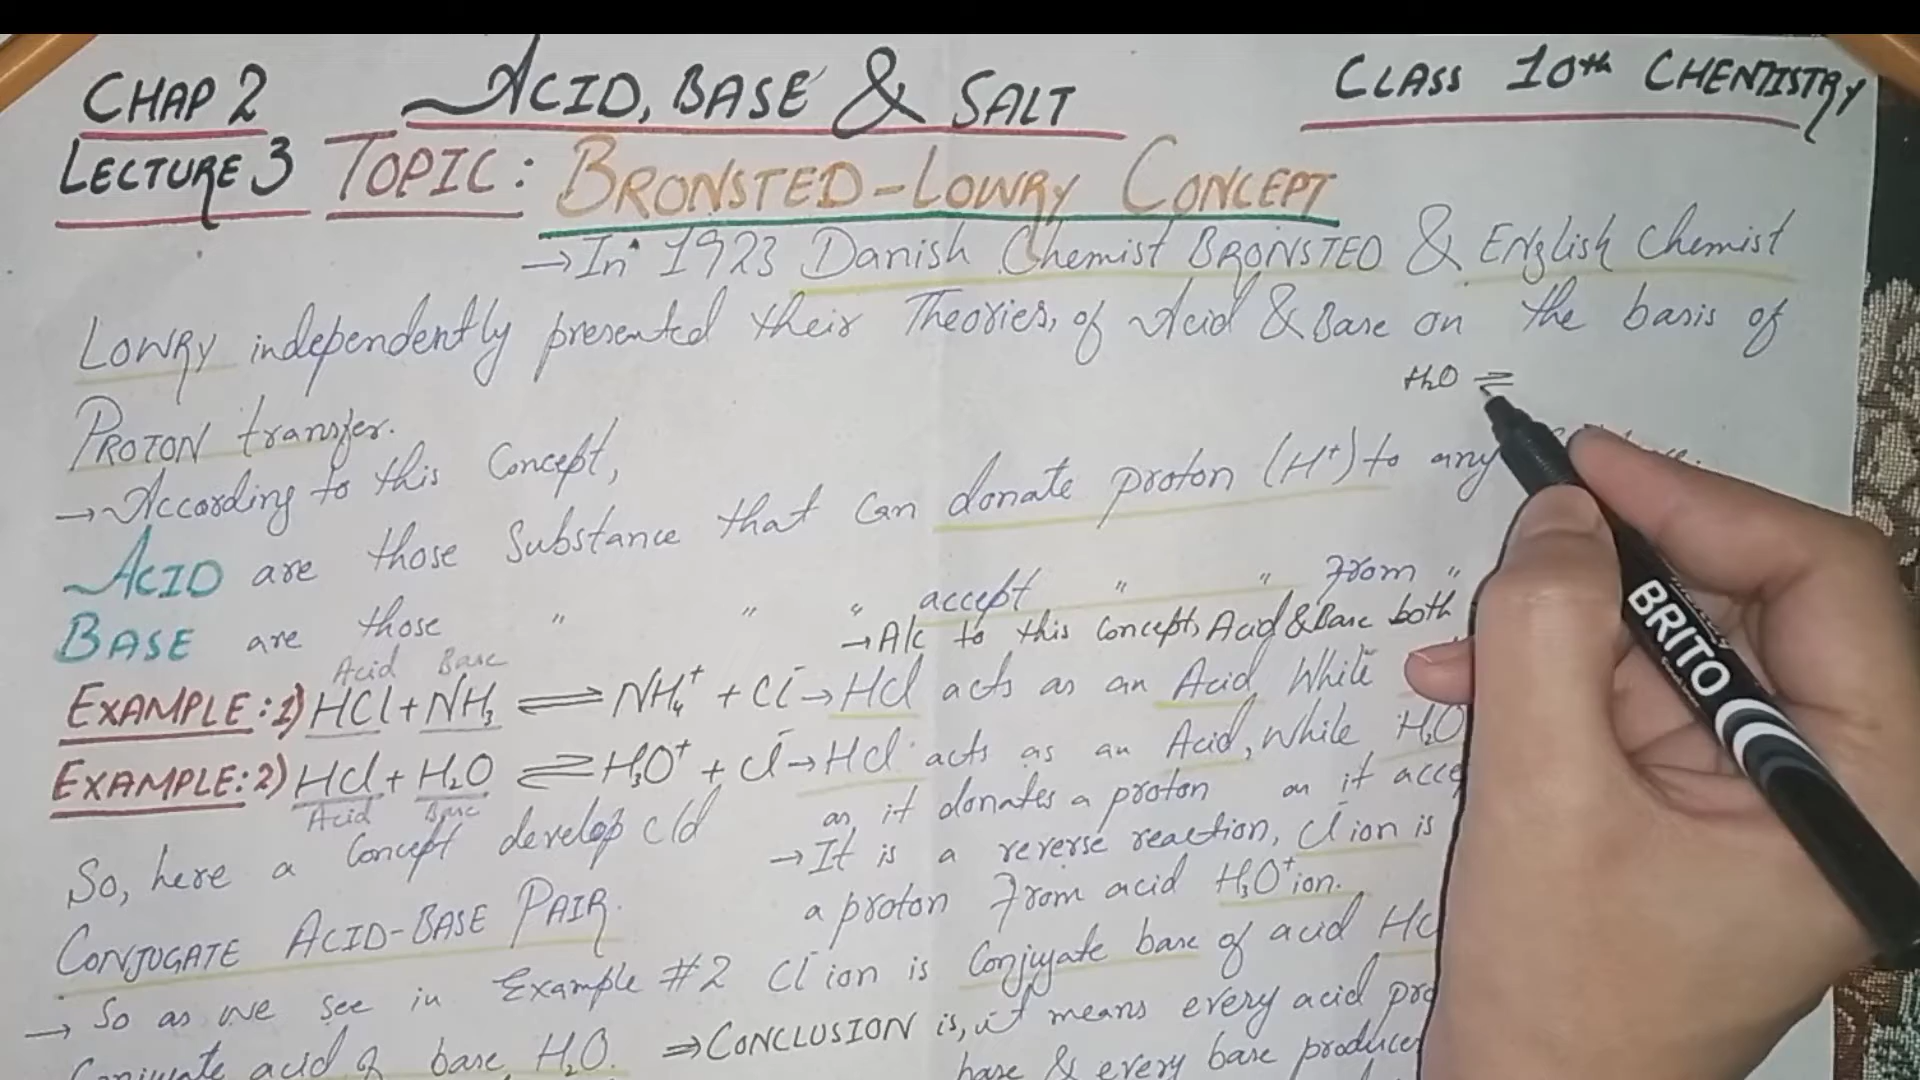 CHAP 2 ACID, BASE & SALT CLASS 10th CHEMISTRY
LECTURE 3 TOPIC: BRONSTED-LOWRY CONCEPT
→ In 1923 Danish Chemist BRONSTED & English Chemist
LOWRY independently presented their Theories, of Acid & Base on the basis of
H2O ⇌
PROTON transfer.
→ According to this Concept,
ACID are those Substance that can donate proton (H⁺) to any
BASE are those " " " accept " " From "
→ A/c to this concept, Acid & Base both
Acid Base
EXAMPLE: 1) HCl + NH₃ ⇌ NH₄⁺ + Cl⁻ → HCl acts as an Acid, While
EXAMPLE: 2) HCl + H₂O ⇌ H₃O⁺ + Cl⁻ → HCl acts as an Acid, While H₂O
Acid Base
as it donates a proton as it acce
So, here a Concept develop c/d
→ It is a reverse reaction, Cl⁻ ion is
CONJUGATE ACID-BASE PAIR.
a proton From acid H₃O⁺ ion.
→ So as we see in Example #2 Cl⁻ ion is Conjugate base of acid HC
Conjugate acid of base H₂O. ⇒ CONCLUSION is, it means every acid pro
base & every base produce
BRITO